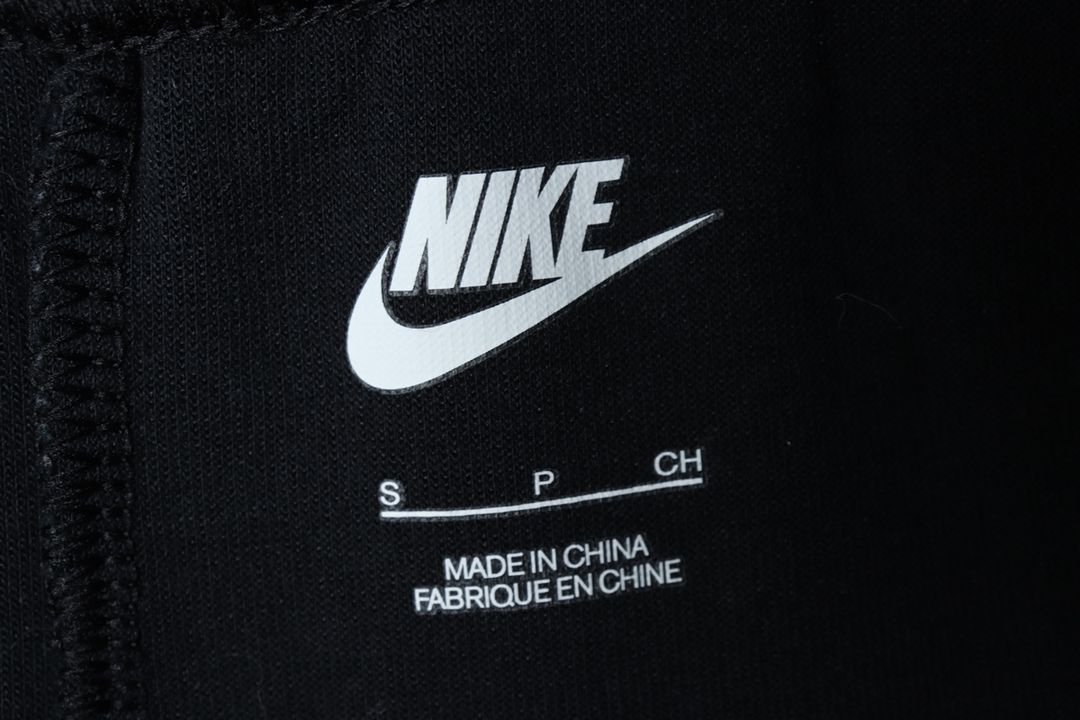 NIKE
S P CH
MADE IN CHINA
FABRIQUE EN CHINE